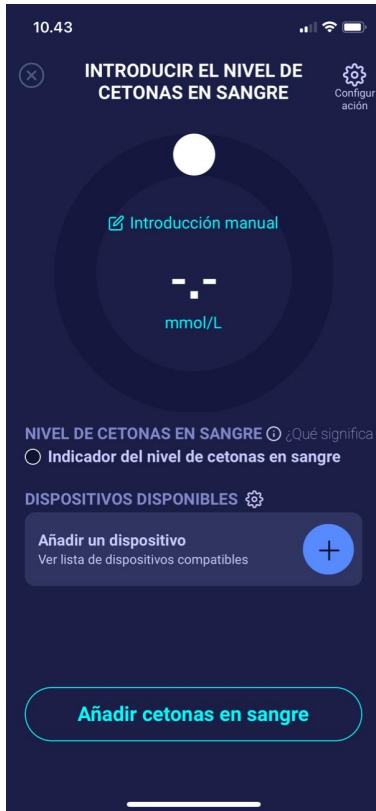 10.43
INTRODUCIR EL NIVEL DE
CETONAS EN SANGRE
Configur
ación
Introducción manual
-.-
mmol/L
NIVEL DE CETONAS EN SANGRE ¿Qué significa
Indicador del nivel de cetonas en sangre
DISPOSITIVOS DISPONIBLES
Añadir un dispositivo
Ver lista de dispositivos compatibles
Añadir cetonas en sangre